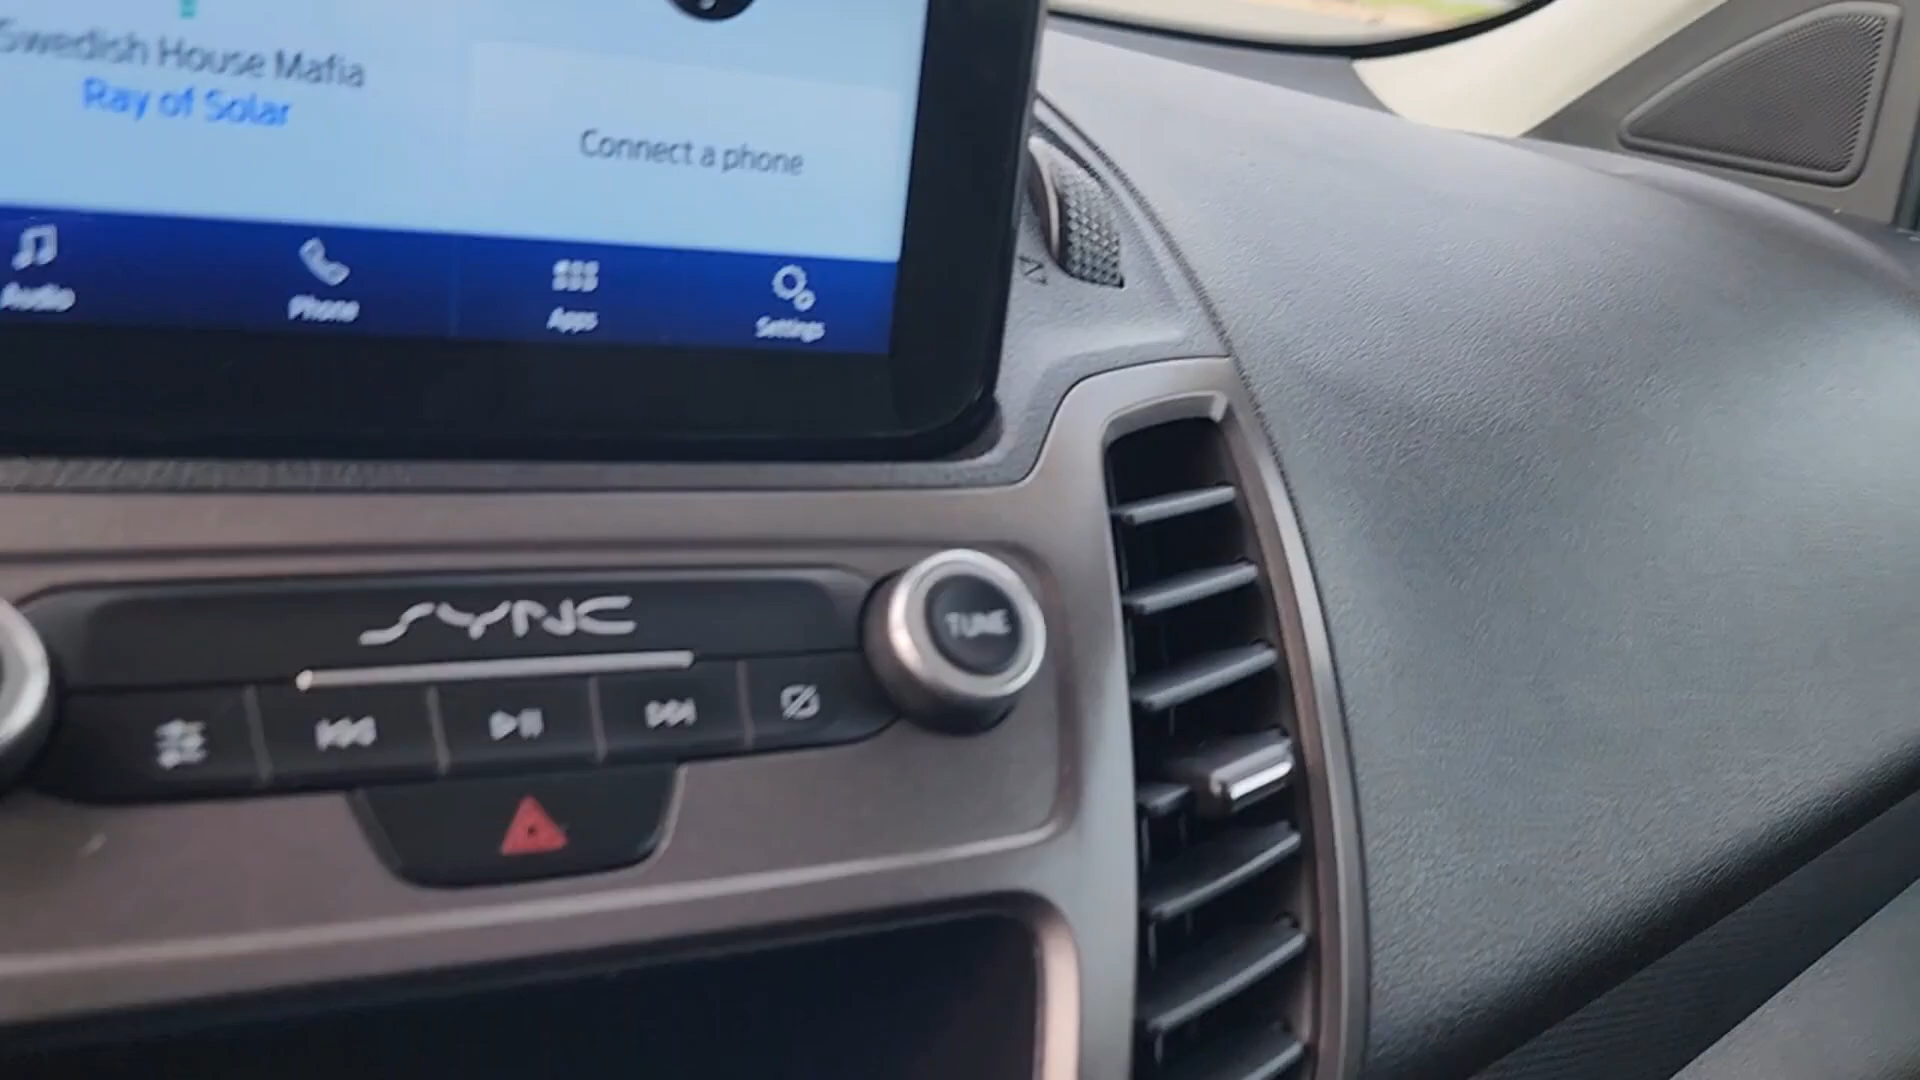 Swedish House Mafia
Ray of Solar
Connect a phone
Audio
Phone
Apps
Settings
SYNC
TUNE